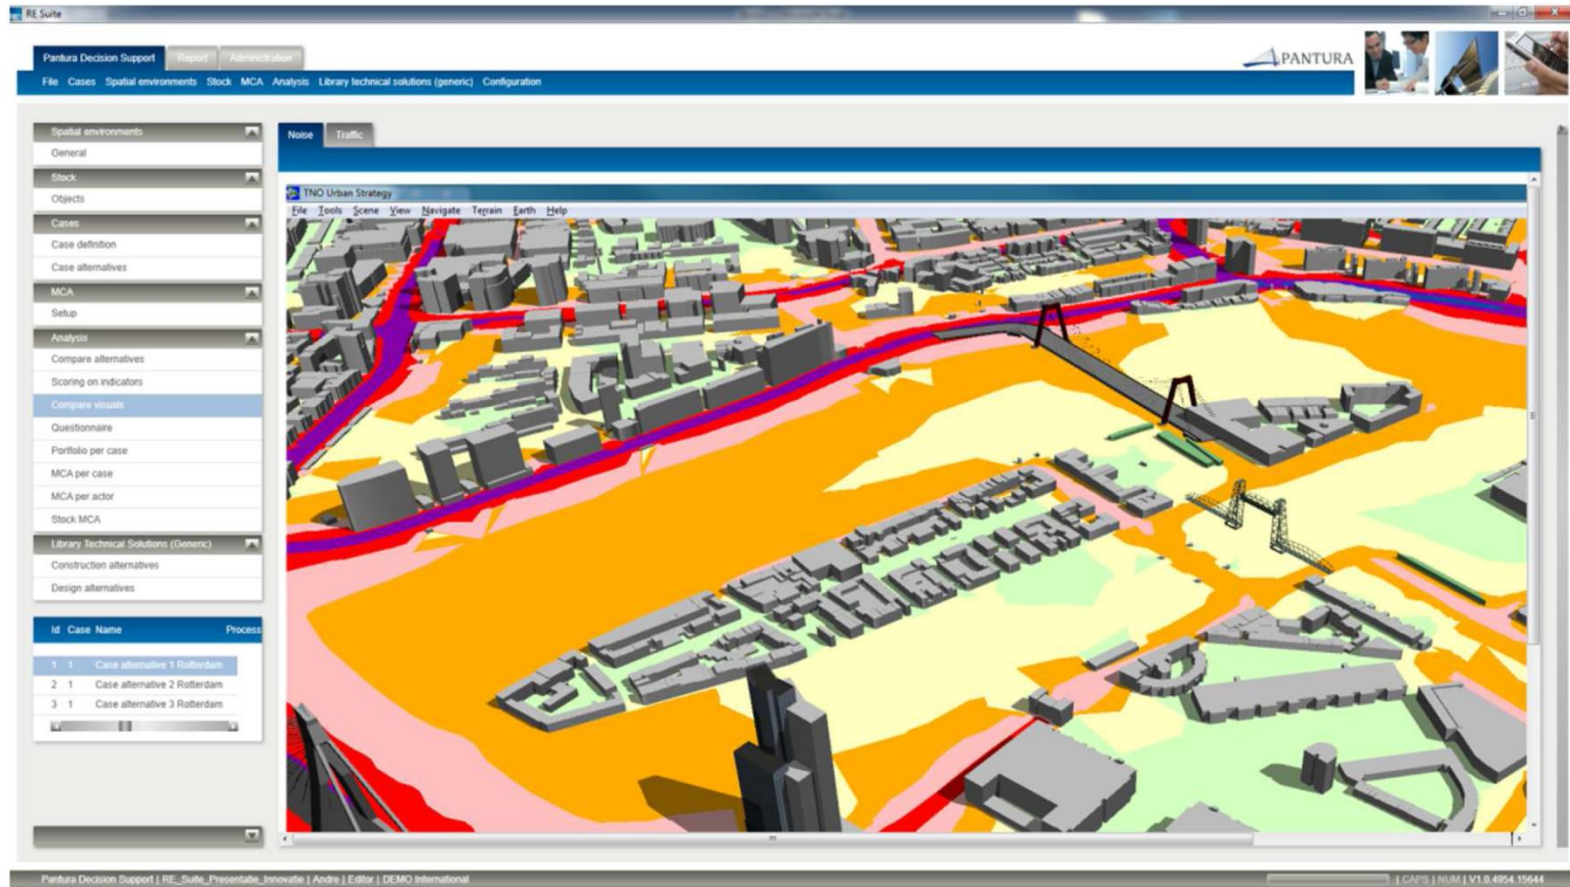 RE Suite
Pantura Decision Support Report Administration
PANTURA
File Cases Spatial environments Stock MCA Analysis Library technical solutions (generic) Configuration
Spatial environments
General
Stock
Objects
Cases
Case definition
Case alternatives
MCA
Setup
Analysis
Compare alternatives
Scoring on indicators
Compare visuals
Questionnaire
Portfolio per case
MCA per case
MCA per actor
Stock MCA
Library Technical Solutions (Generic)
Construction alternatives
Design alternatives
Id Case Name Process
1 1 Case alternative 1 Rotterdam
2 1 Case alternative 2 Rotterdam
3 1 Case alternative 3 Rotterdam
Noise Traffic
TNO Urban Strategy
File Tools Scene View Navigate Terrain Earth Help
Pantura Decision Support | RE_Suite_Presentatie_Innovatie | Andre | Editor | DEMO International
| CAPS | NUM | V1.0.4954.15644